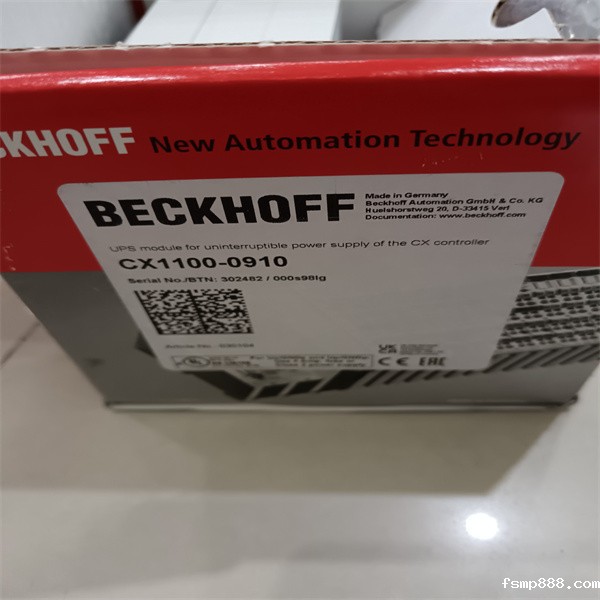 CKHOFF New Automation Technology
BECKHOFF
Made in Germany
Beckhoff Automation GmbH & Co. KG
Huelshorstweg 20, D-33415 Verl
Documentation: www.beckhoff.com
UPS module for uninterruptible power supply of the CX controller
CX1100-0910
Serial No./BTN: 302482 / 000s98lg
Article No.:
CE EAC
fsmp888.com